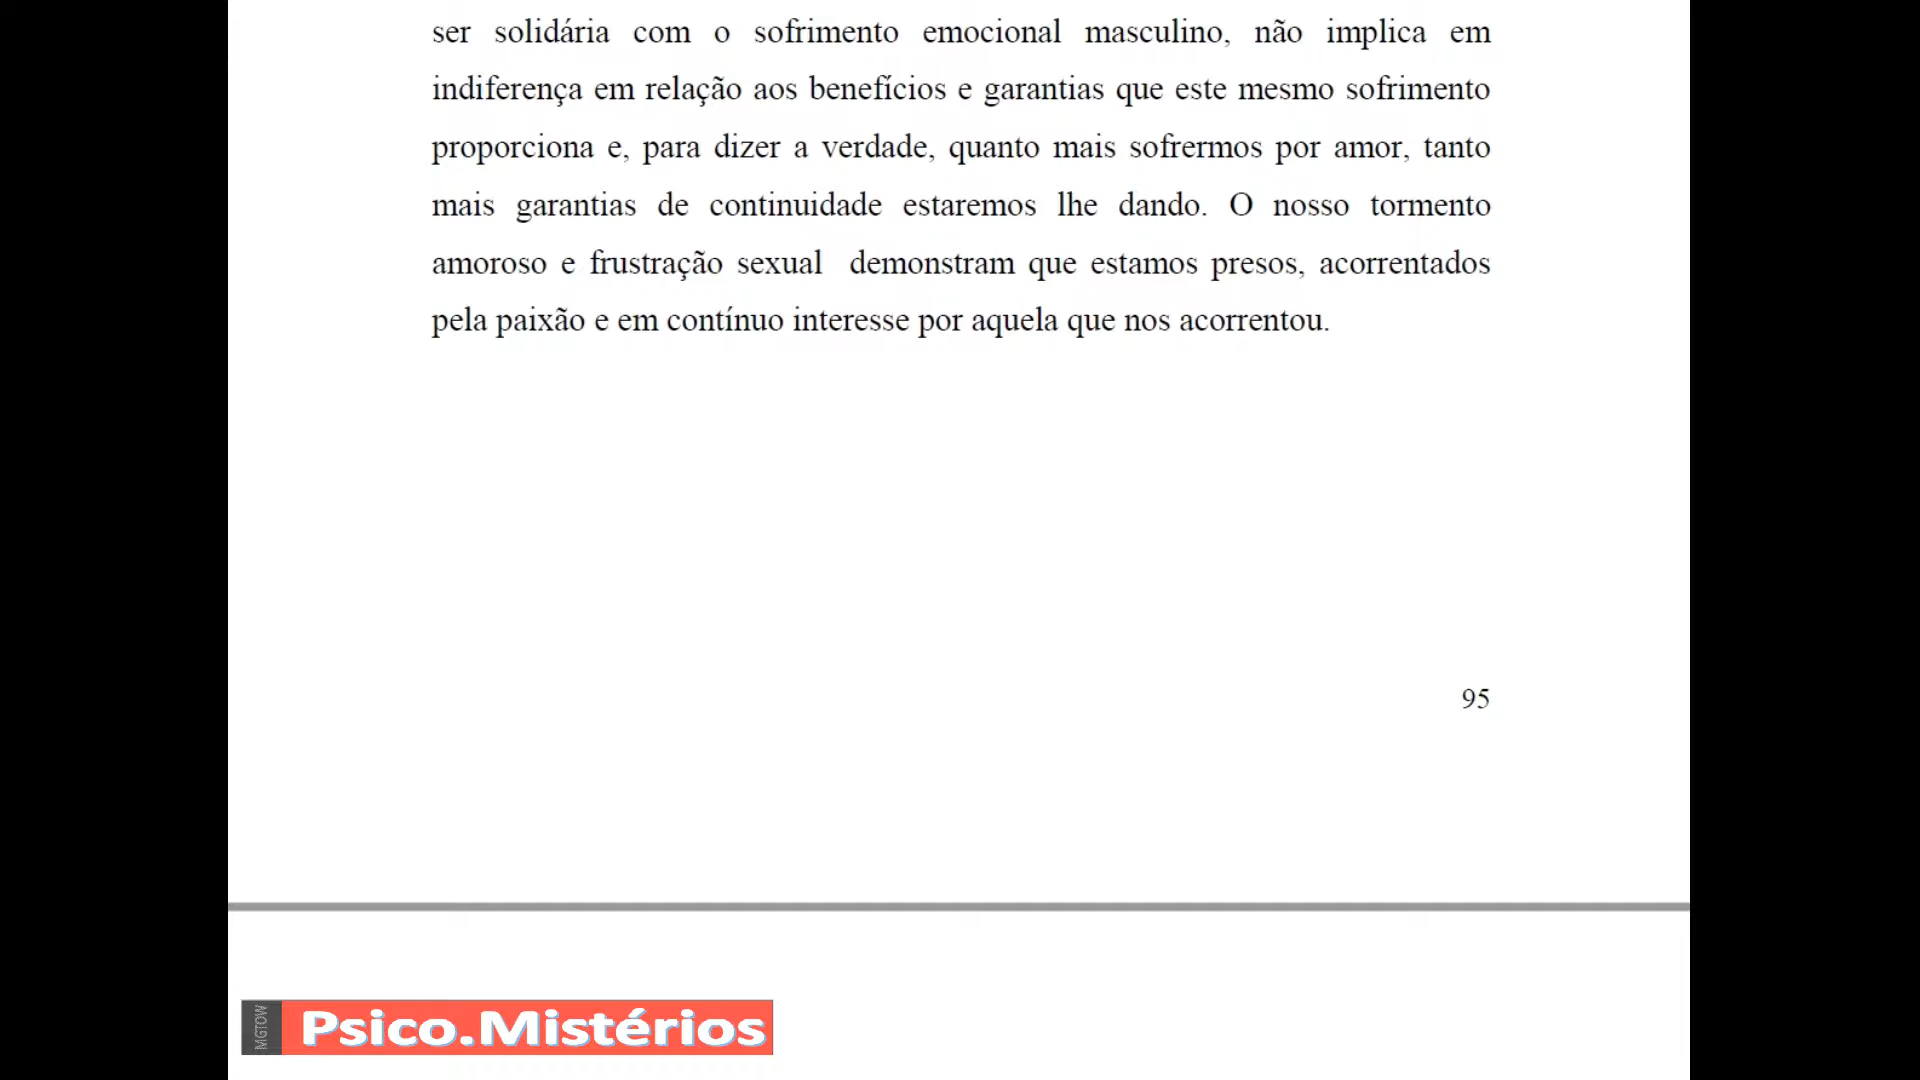 ser solidária com o sofrimento emocional masculino, não implica em
indiferença em relação aos benefícios e garantias que este mesmo sofrimento
proporciona e, para dizer a verdade, quanto mais sofrermos por amor, tanto
mais garantias de continuidade estaremos lhe dando. O nosso tormento
amoroso e frustração sexual demonstram que estamos presos, acorrentados
pela paixão e em contínuo interesse por aquela que nos acorrentou.
95
MGTOW
Psico.Mistérios